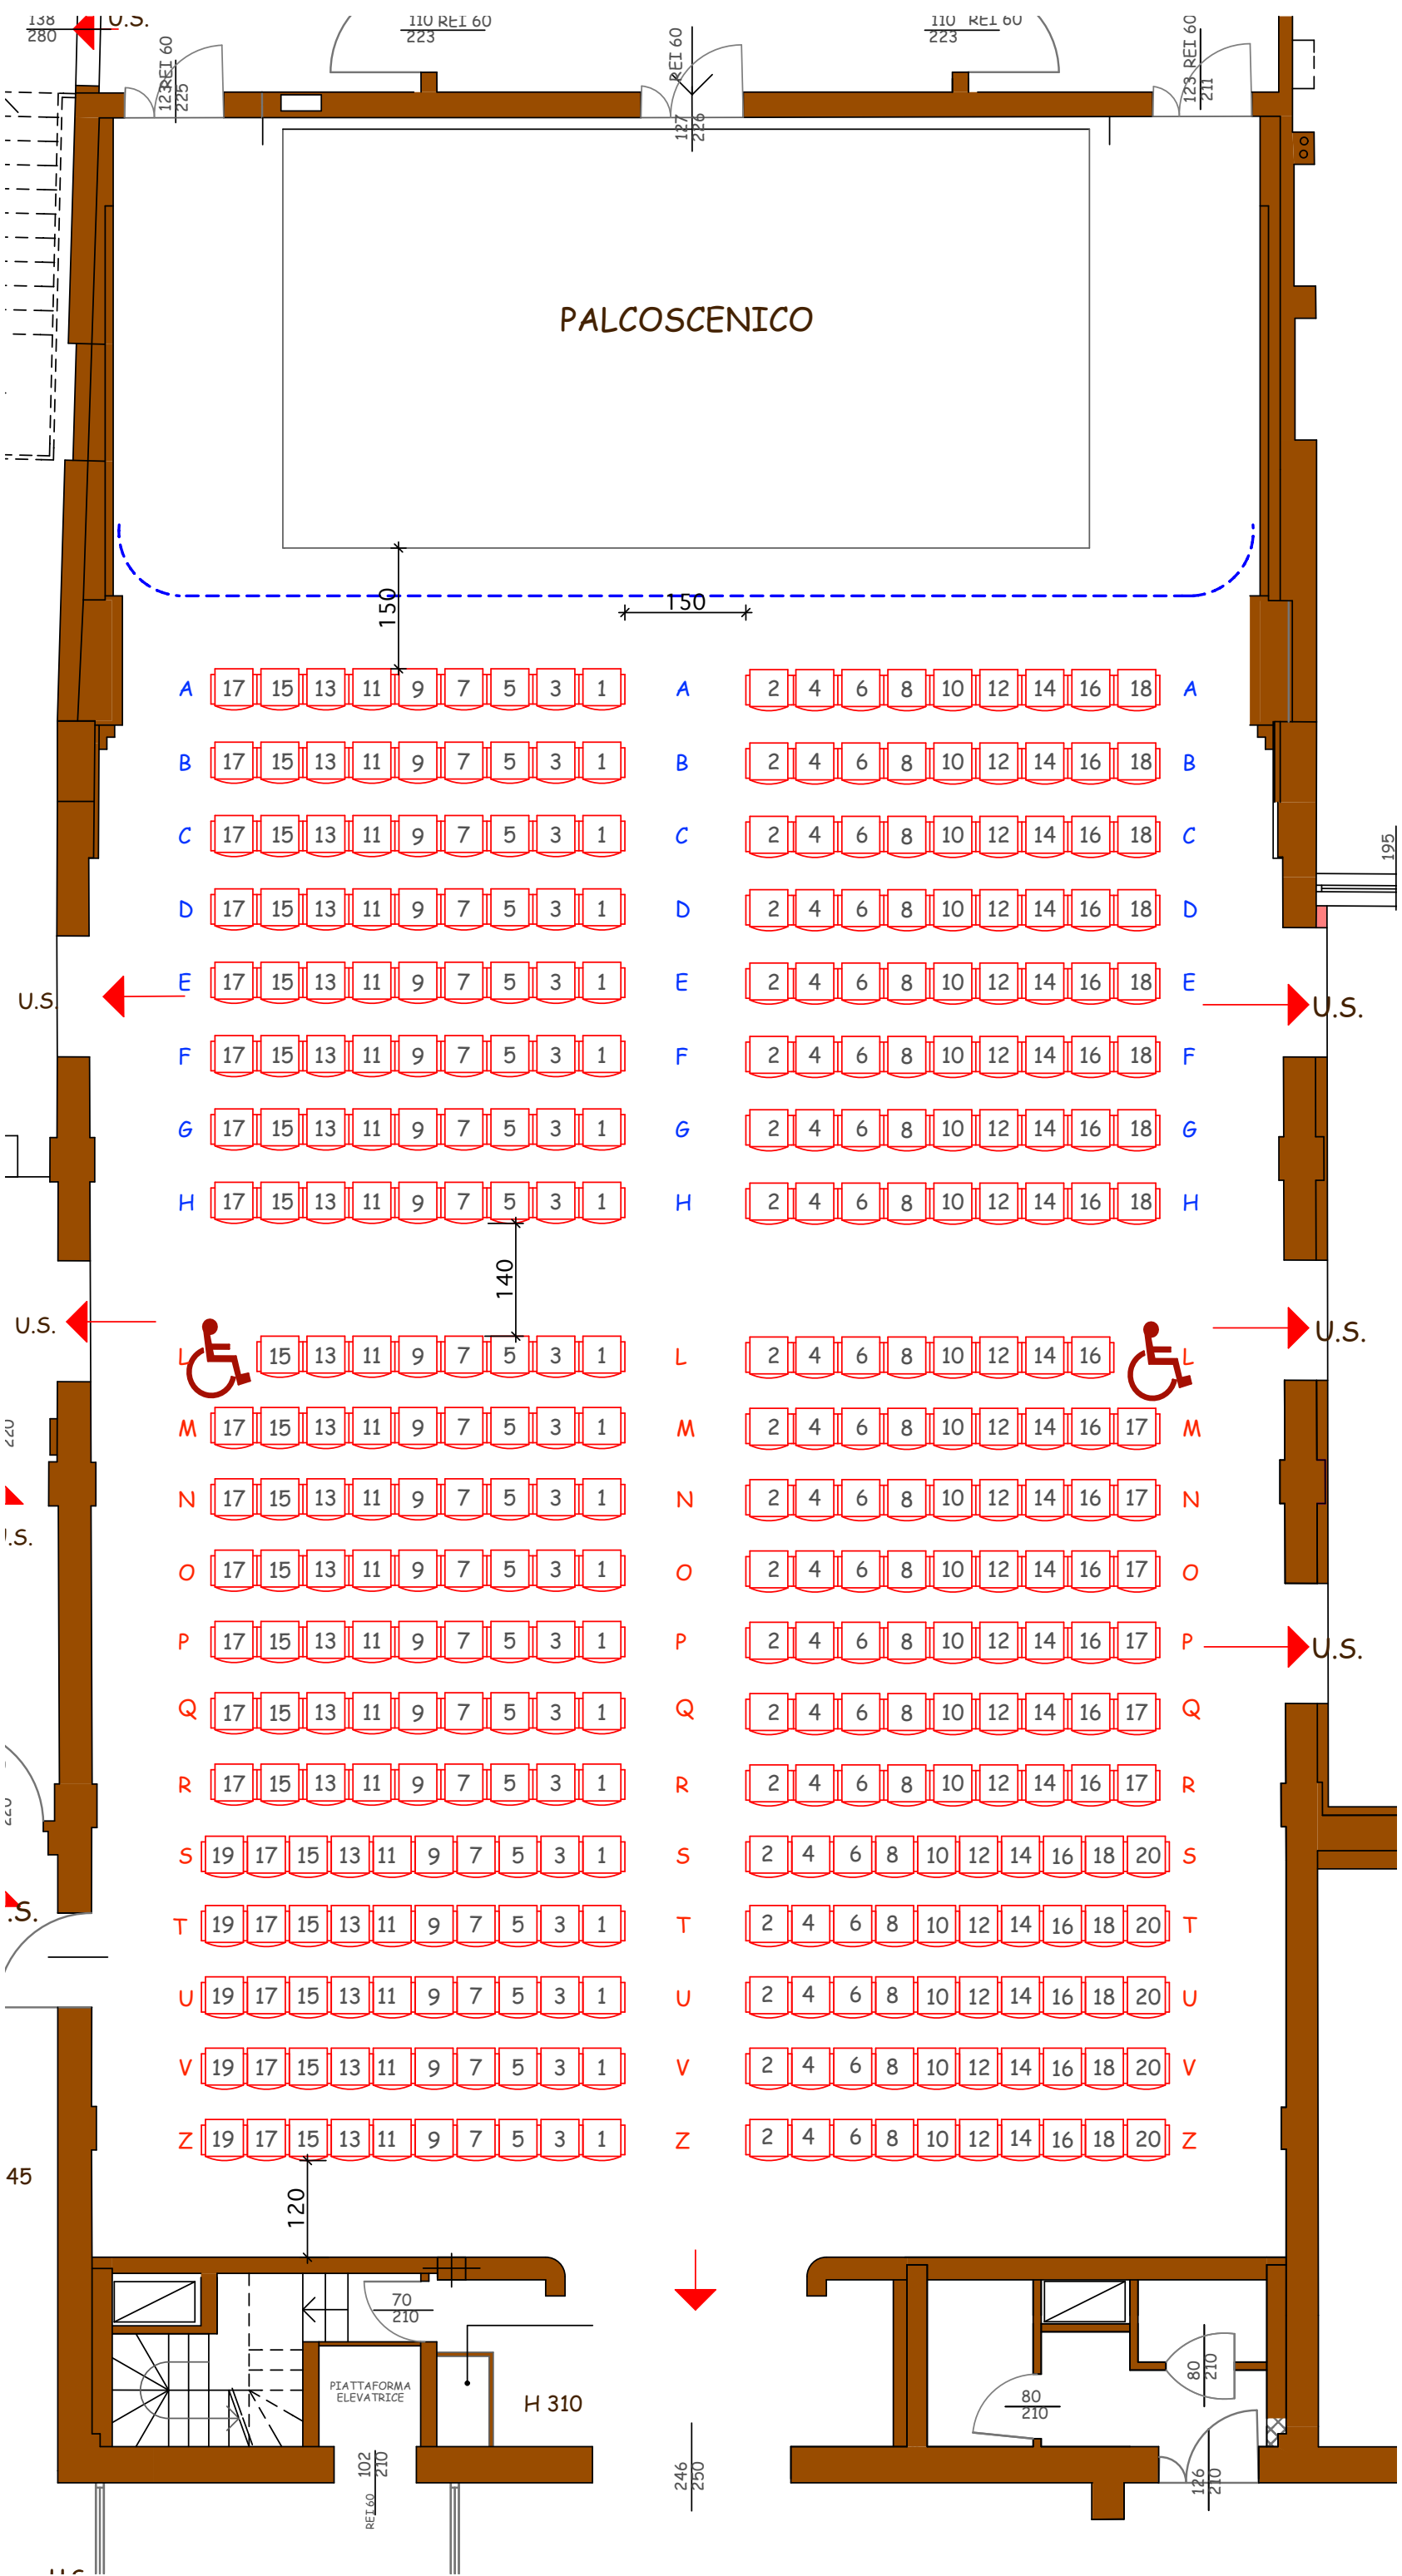 138
280
U.S.
123 REI 60
225
110 REI 60
223
REI 60
127
226
110 REI 60
223
123 REI 60
211
PALCOSCENICO
150
150
A 17 15 13 11 9 7 5 3 1 A 2 4 6 8 10 12 14 16 18 A
B 17 15 13 11 9 7 5 3 1 B 2 4 6 8 10 12 14 16 18 B
C 17 15 13 11 9 7 5 3 1 C 2 4 6 8 10 12 14 16 18 C
195
D 17 15 13 11 9 7 5 3 1 D 2 4 6 8 10 12 14 16 18 D
E 17 15 13 11 9 7 5 3 1 E 2 4 6 8 10 12 14 16 18 E
U.S.
U.S.
F 17 15 13 11 9 7 5 3 1 F 2 4 6 8 10 12 14 16 18 F
G 17 15 13 11 9 7 5 3 1 G 2 4 6 8 10 12 14 16 18 G
H 17 15 13 11 9 7 5 3 1 H 2 4 6 8 10 12 14 16 18 H
140
U.S.
U.S.
L 15 13 11 9 7 5 3 1 L 2 4 6 8 10 12 14 16 L
220
M 17 15 13 11 9 7 5 3 1 M 2 4 6 8 10 12 14 16 17 M
N 17 15 13 11 9 7 5 3 1 N 2 4 6 8 10 12 14 16 17 N
.S.
O 17 15 13 11 9 7 5 3 1 O 2 4 6 8 10 12 14 16 17 O
P 17 15 13 11 9 7 5 3 1 P 2 4 6 8 10 12 14 16 17 P
U.S.
Q 17 15 13 11 9 7 5 3 1 Q 2 4 6 8 10 12 14 16 17 Q
R 17 15 13 11 9 7 5 3 1 R 2 4 6 8 10 12 14 16 17 R
220
S 19 17 15 13 11 9 7 5 3 1 S 2 4 6 8 10 12 14 16 18 20 S
.S.
T 19 17 15 13 11 9 7 5 3 1 T 2 4 6 8 10 12 14 16 18 20 T
U 19 17 15 13 11 9 7 5 3 1 U 2 4 6 8 10 12 14 16 18 20 U
V 19 17 15 13 11 9 7 5 3 1 V 2 4 6 8 10 12 14 16 18 20 V
Z 19 17 15 13 11 9 7 5 3 1 Z 2 4 6 8 10 12 14 16 18 20 Z
45
120
70
210
PIATTAFORMA
ELEVATRICE
H 310
80
210
80
210
102
210
REI 60
246
250
126
210